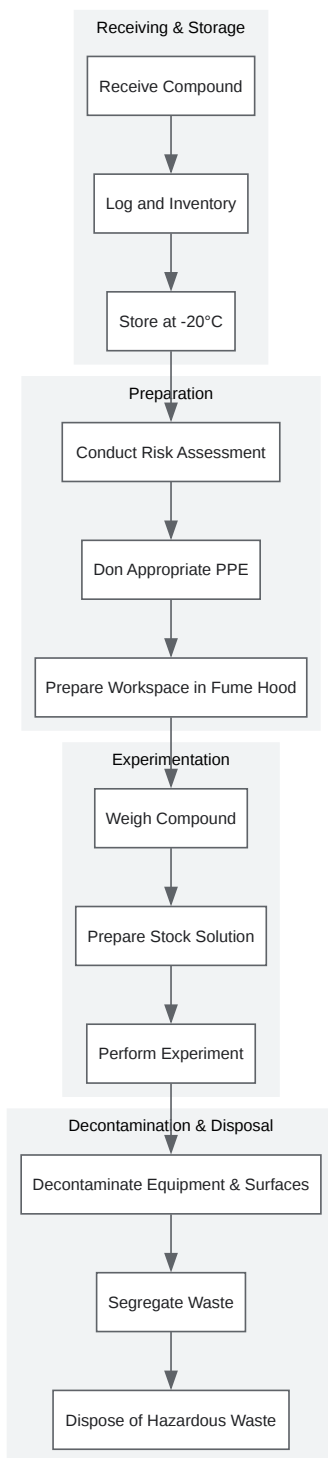 Receiving & Storage
Receive Compound
Log and Inventory
Store at -20°C
Preparation
Conduct Risk Assessment
Don Appropriate PPE
Prepare Workspace in Fume Hood
Experimentation
Weigh Compound
Prepare Stock Solution
Perform Experiment
Decontamination & Disposal
Decontaminate Equipment & Surfaces
Segregate Waste
Dispose of Hazardous Waste